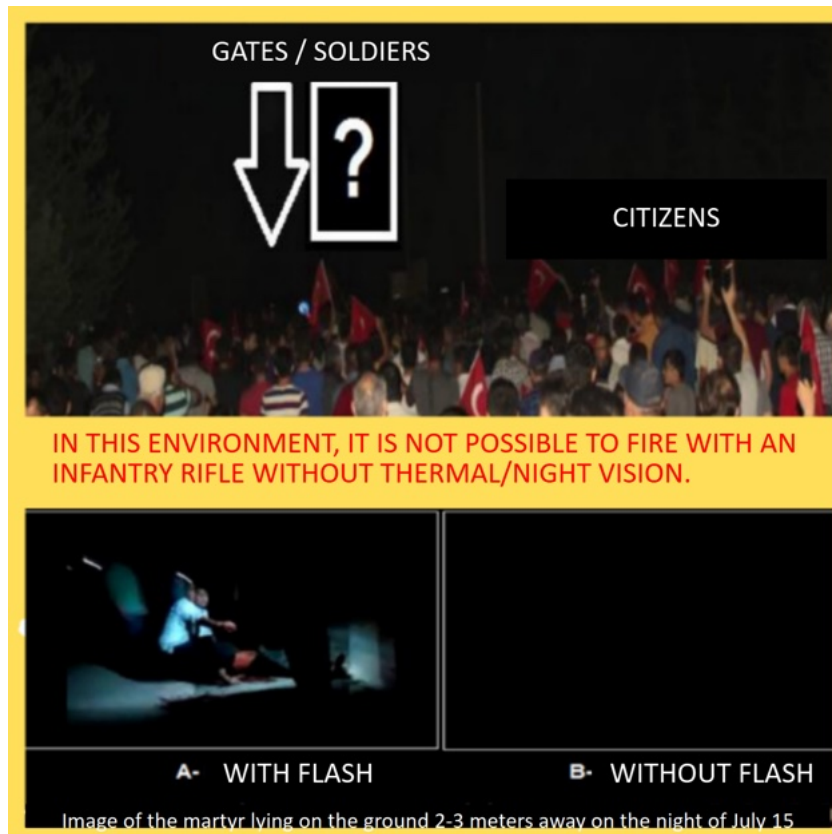 GATES / SOLDIERS
?
CITIZENS
IN THIS ENVIRONMENT, IT IS NOT POSSIBLE TO FIRE WITH AN
INFANTRY RIFLE WITHOUT THERMAL/NIGHT VISION.
A- WITH FLASH
B- WITHOUT FLASH
Image of the martyr lying on the ground 2-3 meters away on the night of July 15